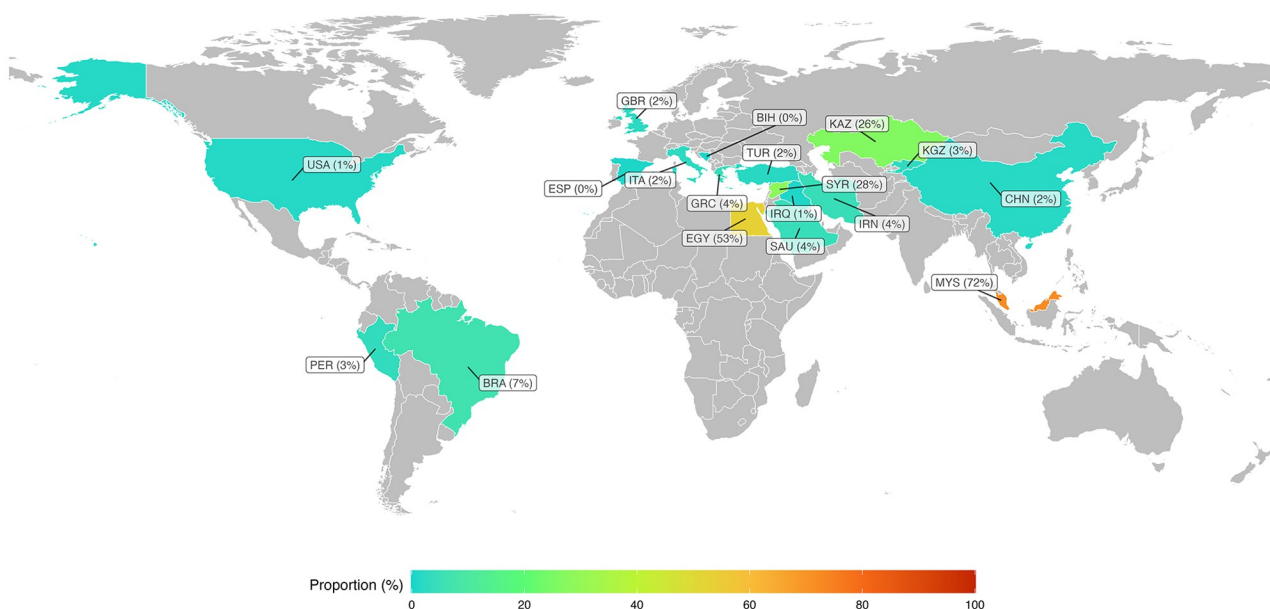 GBR (2%)
BIH (0%)
KAZ (26%)
KGZ (3%)
TUR (2%)
USA (1%)
ITA (2%)
ESP (0%)
SYR (28%)
CHN (2%)
GRC (4%)
IRQ (1%)
IRN (4%)
EGY (53%)
SAU (4%)
MYS (72%)
PER (3%)
BRA (7%)
Proportion (%)
0 20 40 60 80 100